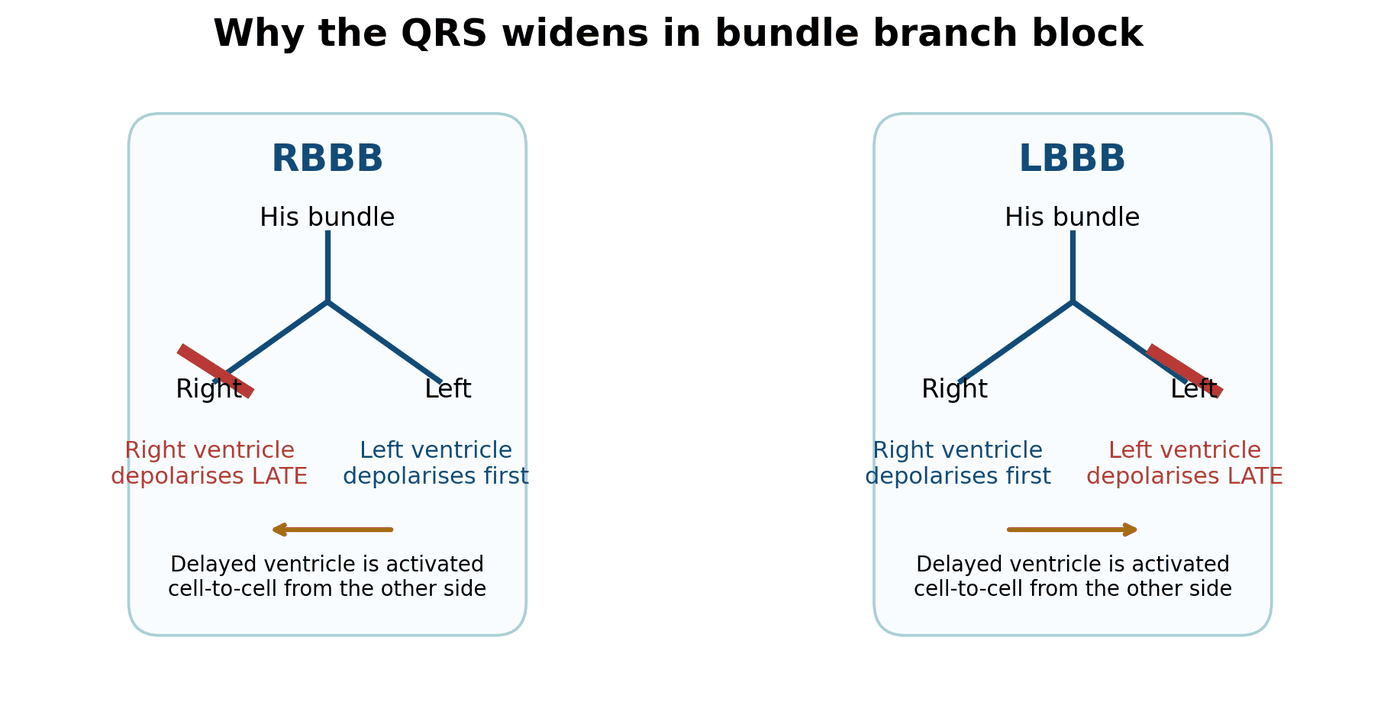 Why the QRS widens in bundle branch block
RBBB
His bundle
Right
Left
Right ventricle
depolarises LATE
Left ventricle
depolarises first
Delayed ventricle is activated
cell-to-cell from the other side
LBBB
His bundle
Right
Left
Right ventricle
depolarises first
Left ventricle
depolarises LATE
Delayed ventricle is activated
cell-to-cell from the other side